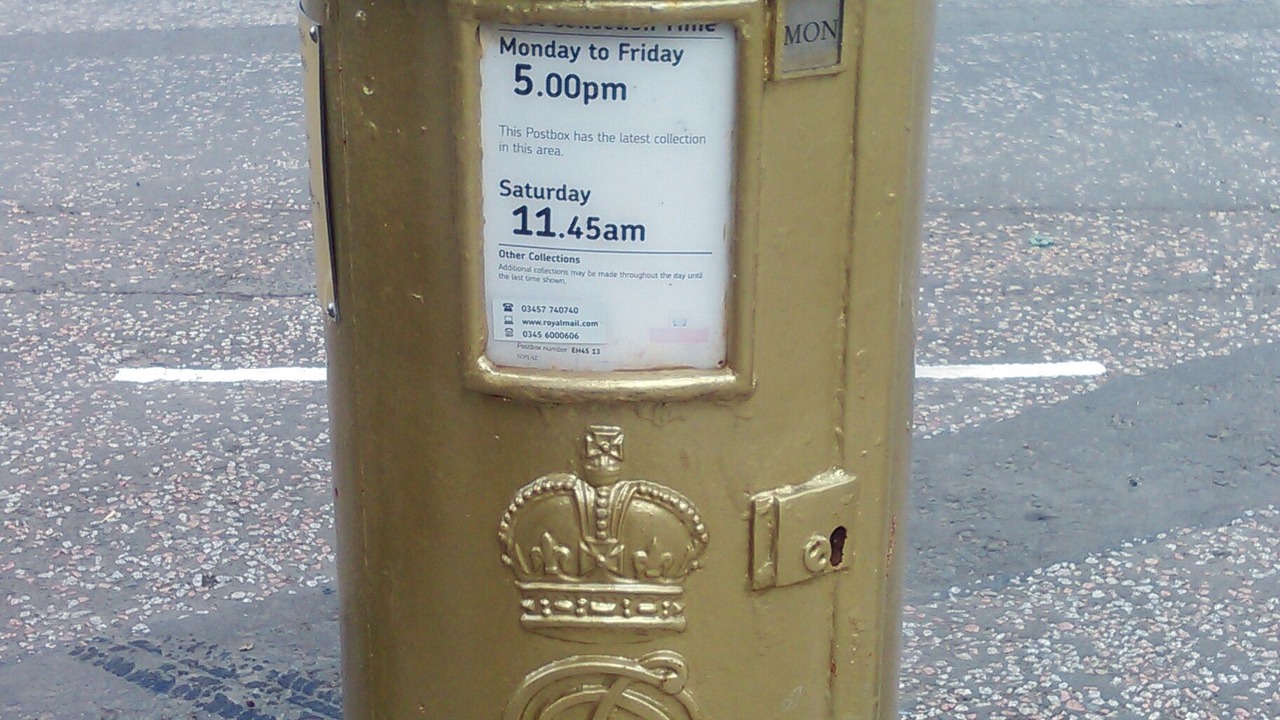 Collection Time
MON
Monday to Friday
5.00pm
This Postbox has the latest collection
in this area.
Saturday
11.45am
Other Collections
Additional collections may be made throughout the day until
the last time shown.
03457 740740
www.royalmail.com
0345 6000606
Postbox number: EH45 13